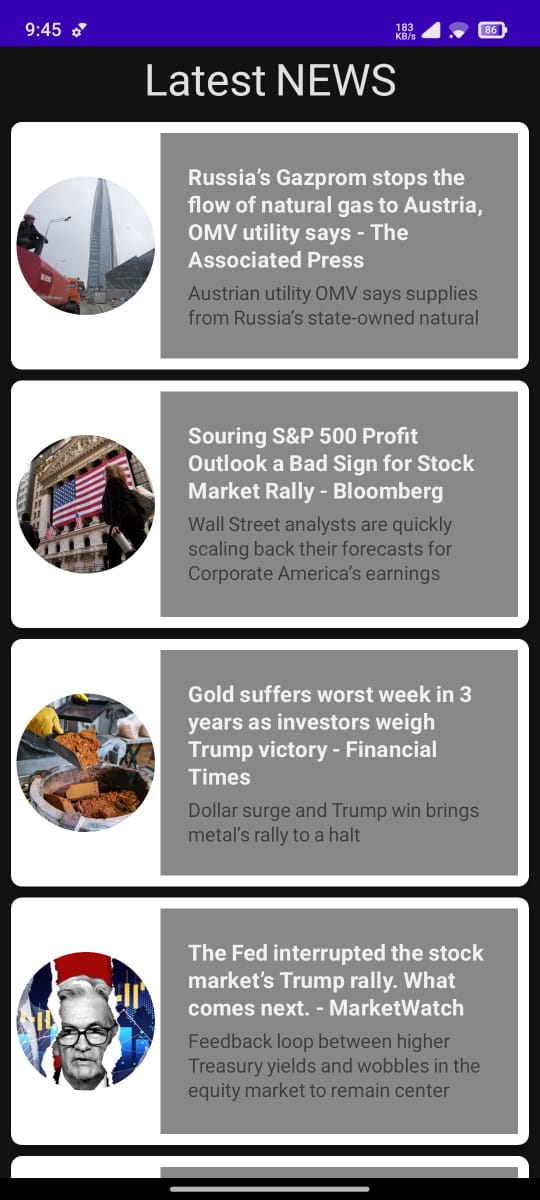 9:45
183
KB/s
86
Latest NEWS
Russia’s Gazprom stops the
flow of natural gas to Austria,
OMV utility says - The
Associated Press
Austrian utility OMV says supplies
from Russia’s state-owned natural
Souring S&P 500 Profit
Outlook a Bad Sign for Stock
Market Rally - Bloomberg
Wall Street analysts are quickly
scaling back their forecasts for
Corporate America’s earnings
Gold suffers worst week in 3
years as investors weigh
Trump victory - Financial
Times
Dollar surge and Trump win brings
metal’s rally to a halt
The Fed interrupted the stock
market’s Trump rally. What
comes next. - MarketWatch
Feedback loop between higher
Treasury yields and wobbles in the
equity market to remain center